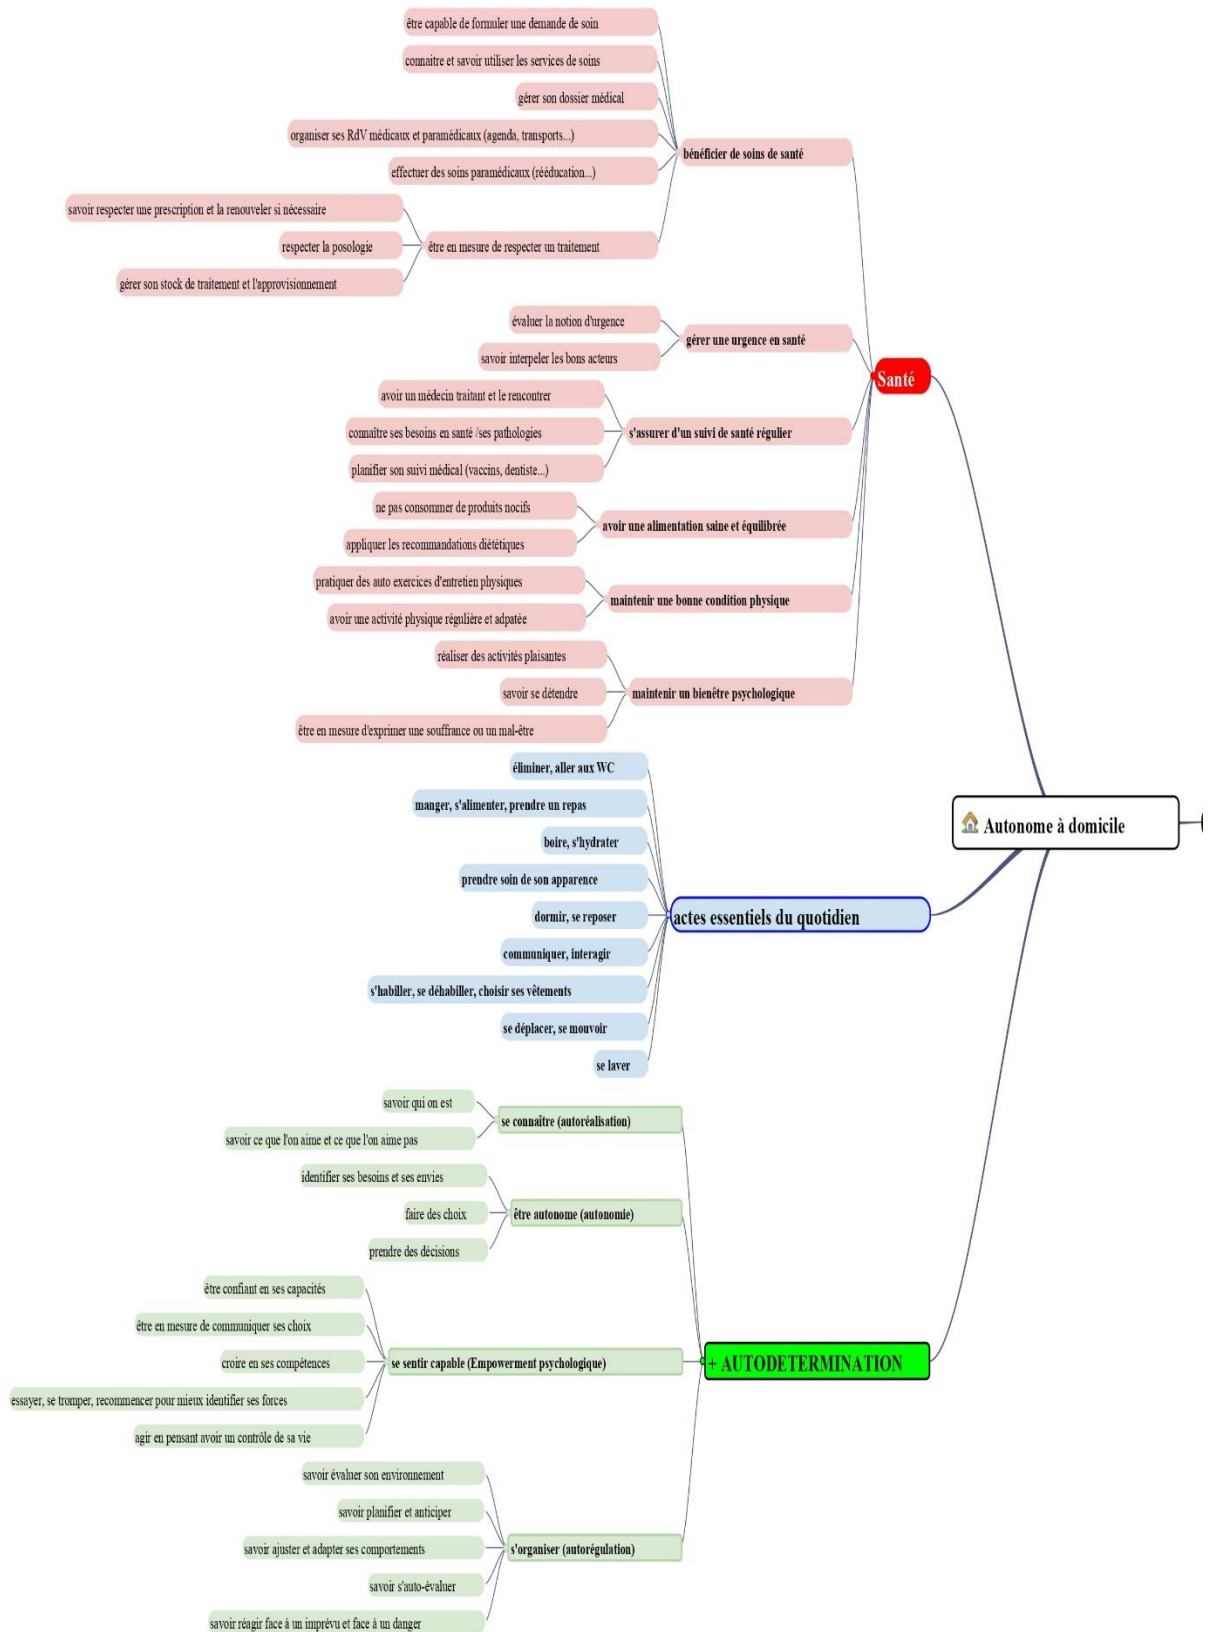 être capable de formuler une demande de soin
connaitre et savoir utiliser les services de soins
gérer son dossier médical
organiser ses RdV médicaux et paramédicaux (agenda, transports...)
bénéficier de soins de santé
effectuer des soins paramédicaux (rééducation...)
savoir respecter une prescription et la renouveler si nécessaire
respecter la posologie
être en mesure de respecter un traitement
gérer son stock de traitement et l'approvisionnement
évaluer la notion d'urgence
gérer une urgence en santé
savoir interpeler les bons acteurs
Santé
avoir un médecin traitant et le rencontrer
connaître ses besoins en santé /ses pathologies
s'assurer d'un suivi de santé régulier
planifier son suivi médical (vaccins, dentiste...)
ne pas consommer de produits nocifs
avoir une alimentation saine et équilibrée
appliquer les recommandations diététiques
pratiquer des auto exercices d'entretien physiques
maintenir une bonne condition physique
avoir une activité physique régulière et adpatée
réaliser des activités plaisantes
savoir se détendre
maintenir un bienêtre psychologique
être en mesure d'exprimer une souffrance ou un mal-être
éliminer, aller aux WC
manger, s'alimenter, prendre un repas
Autonome à domicile
boire, s'hydrater
prendre soin de son apparence
dormir, se reposer
actes essentiels du quotidien
communiquer, interagir
s'habiller, se déhabiller, choisir ses vêtements
se déplacer, se mouvoir
se laver
savoir qui on est
se connaître (autoréalisation)
savoir ce que l'on aime et ce que l'on aime pas
identifier ses besoins et ses envies
faire des choix
être autonome (autonomie)
prendre des décisions
être confiant en ses capacités
être en mesure de communiquer ses choix
croire en ses compétences
se sentir capable (Empowerment psychologique)
+ AUTODETERMINATION
essayer, se tromper, recommencer pour mieux identifier ses forces
agir en pensant avoir un contrôle de sa vie
savoir évaluer son environnement
savoir planifier et anticiper
savoir ajuster et adapter ses comportements
s'organiser (autorégulation)
savoir s'auto-évaluer
savoir réagir face à un imprévu et face à un danger